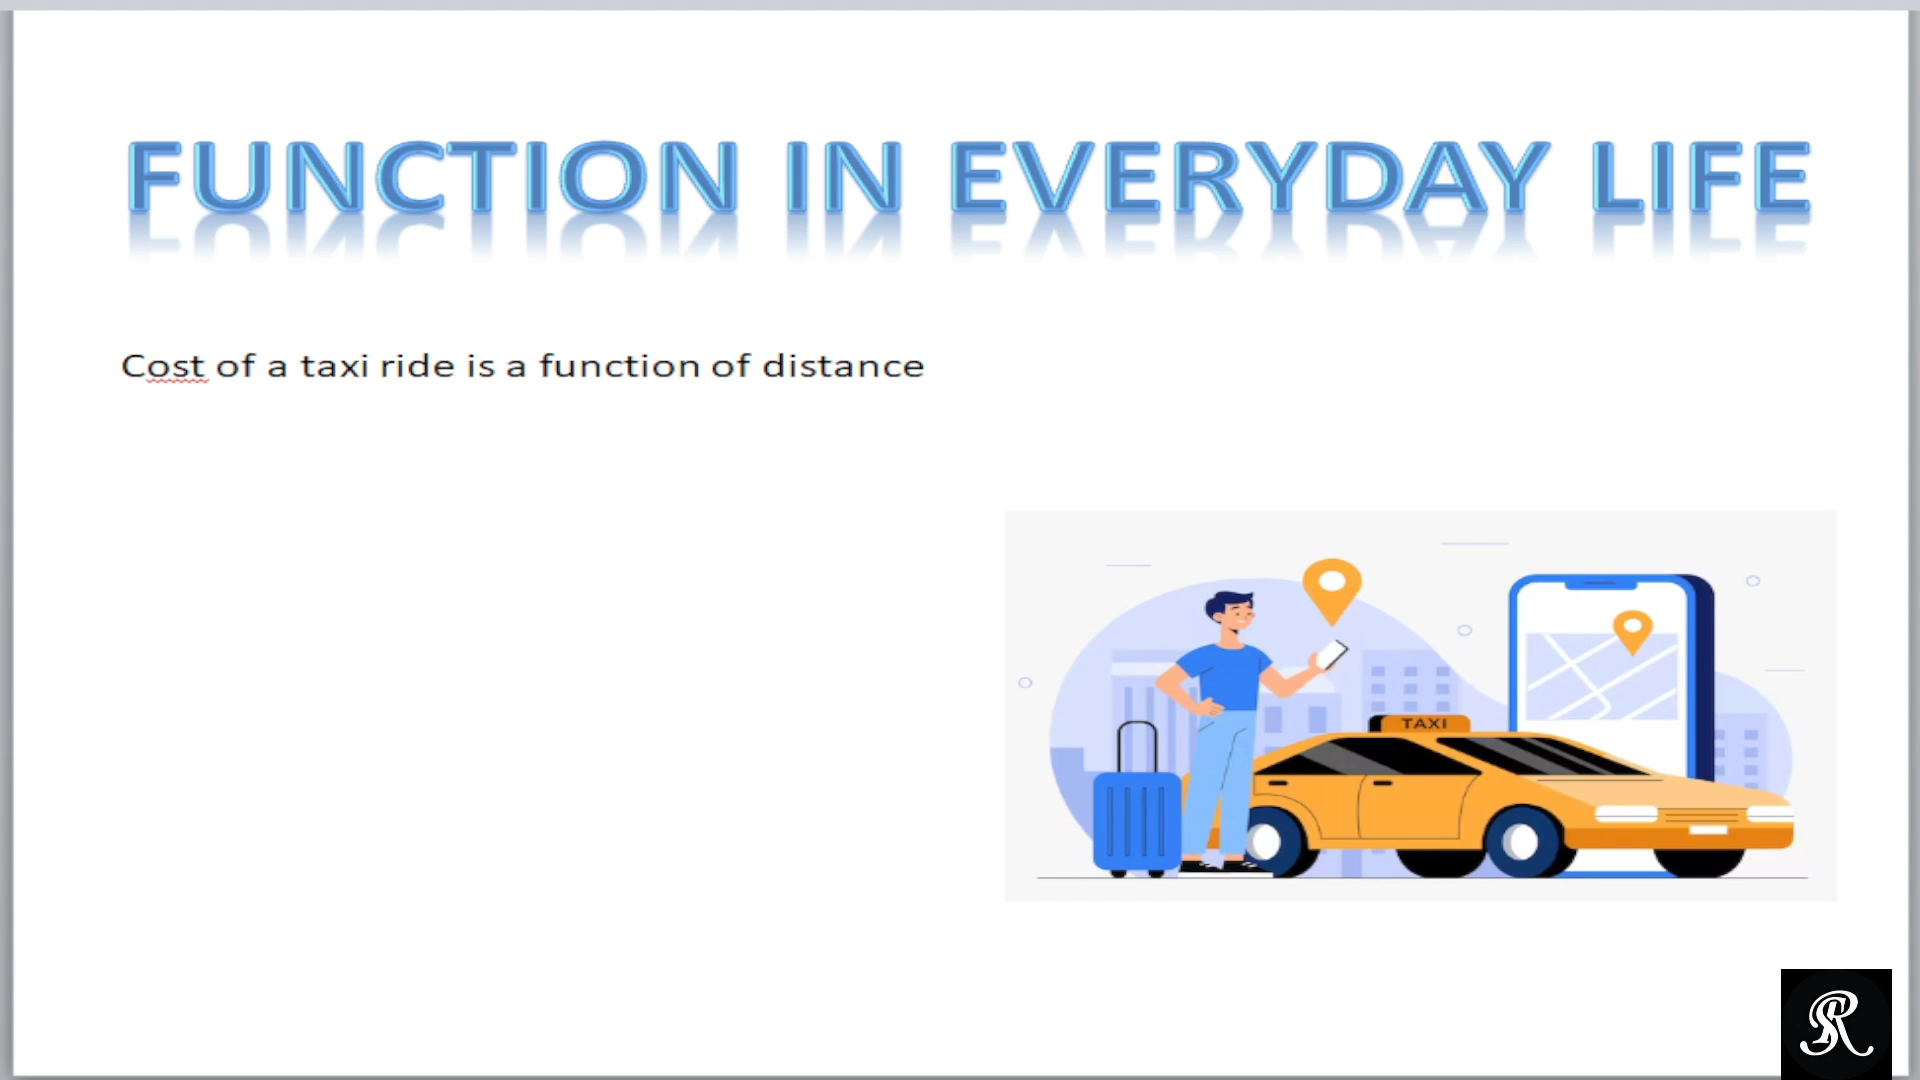 FUNCTION IN EVERYDAY LIFE
Cost of a taxi ride is a function of distance
TAXI